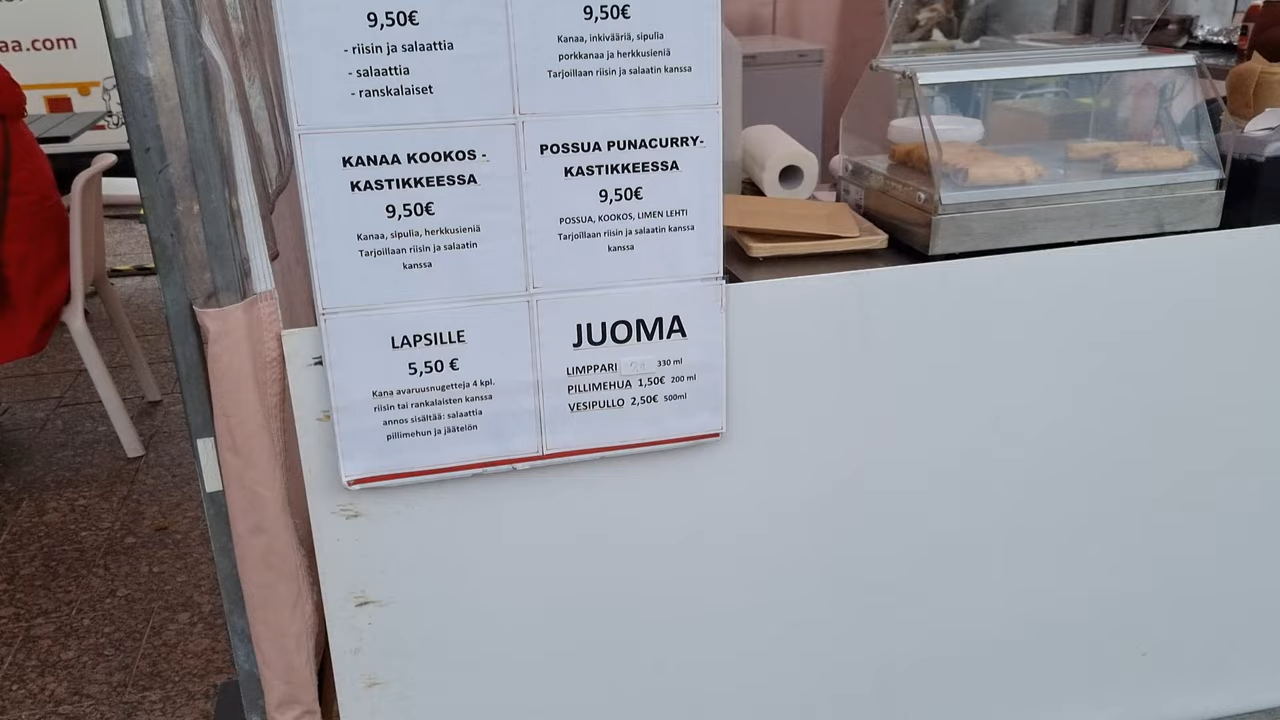 aa.com
9,50€
- riisin ja salaattia
- salaattia
- ranskalaiset
9,50€
Kanaa, inkivääriä, sipulia
porkkanaa ja herkkusieniä
Tarjoillaan riisin ja salaatin kanssa
KANAA KOOKOS -
KASTIKKEESSA
9,50€
Kanaa, sipulia, herkkusieniä
Tarjoillaan riisin ja salaatin
kanssa
POSSUA PUNACURRY-
KASTIKKEESSA
9,50€
POSSUA, KOOKOS, LIMEN LEHTI
Tarjoillaan riisin ja salaatin kanssa
kanssa
LAPSILLE
5,50 €
Kana avaruusnugetteja 4 kpl.
riisin tai rankalaisten kanssa
annos sisältää: salaattia
pillimehun ja jäätelön
JUOMA
LIMPPARI 330 ml
PILLIMEHUA 1,50€ 200 ml
VESIPULLO 2,50€ 500ml